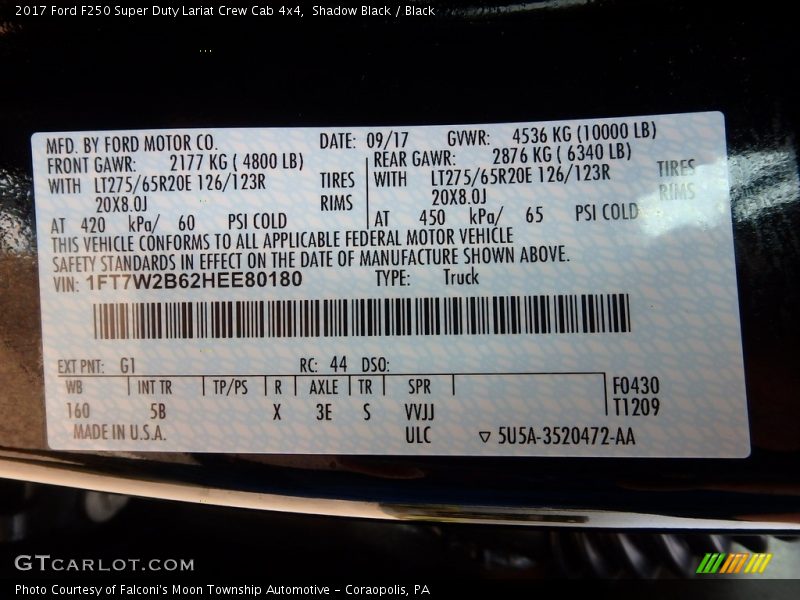 2017 Ford F250 Super Duty Lariat Crew Cab 4x4, Shadow Black / Black
MFD. BY FORD MOTOR CO. DATE: 09/17 GVWR: 4536 KG (10000 LB)
FRONT GAWR: 2177 KG ( 4800 LB) REAR GAWR: 2876 KG ( 6340 LB)
WITH LT275/65R20E 126/123R TIRES WITH LT275/65R20E 126/123R TIRES
20X8.0J RIMS 20X8.0J RIMS
AT 420 kPa/ 60 PSI COLD AT 450 kPa/ 65 PSI COLD
THIS VEHICLE CONFORMS TO ALL APPLICABLE FEDERAL MOTOR VEHICLE
SAFETY STANDARDS IN EFFECT ON THE DATE OF MANUFACTURE SHOWN ABOVE.
VIN: 1FT7W2B62HEE80180 TYPE: Truck
EXT PNT: G1 RC: 44 DSO:
WB INT TR TP/PS R AXLE TR SPR F0430
160 5B X 3E S VVJJ T1209
MADE IN U.S.A. ULC ▽ 5U5A-3520472-AA
GTCARLOT.COM
Photo Courtesy of Falconi's Moon Township Automotive - Coraopolis, PA